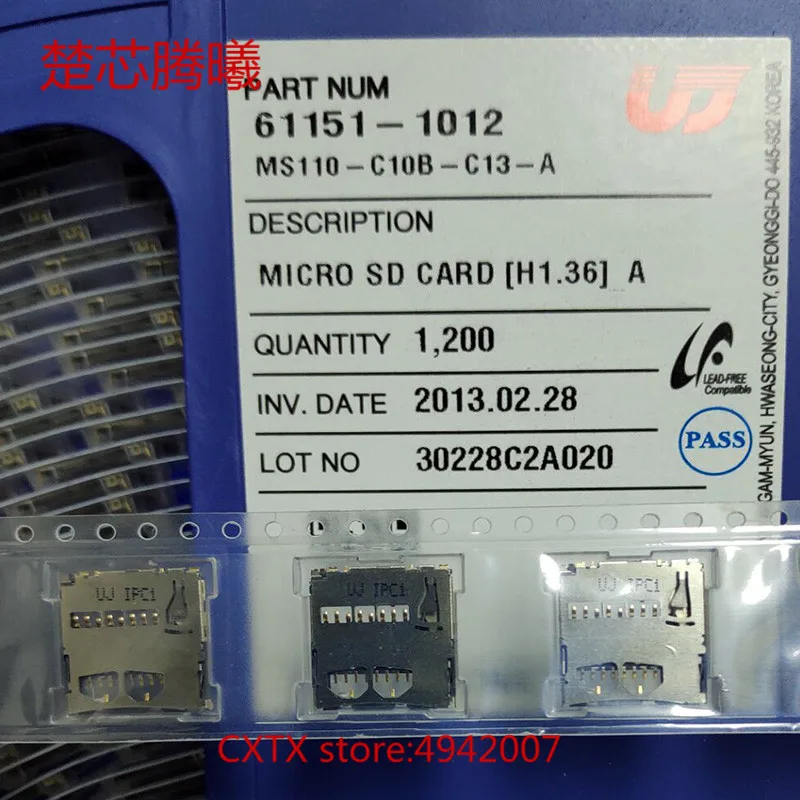 楚芯腾曦
PART NUM
61151-1012
MS110-C10B-C13-A
DESCRIPTION
MICRO SD CARD [H1.36] A
QUANTITY 1,200
INV. DATE 2013.02.28
LOT NO 30228C2A020
UJ
LEAD-FREE
Compatible
PASS
GAM-MYUN, HWASEONG-CITY, GYEONGGI-DO 445-932 KOREA
UJ IPC1
UJ IPC1
UJ IPC1
CXTX store:4942007